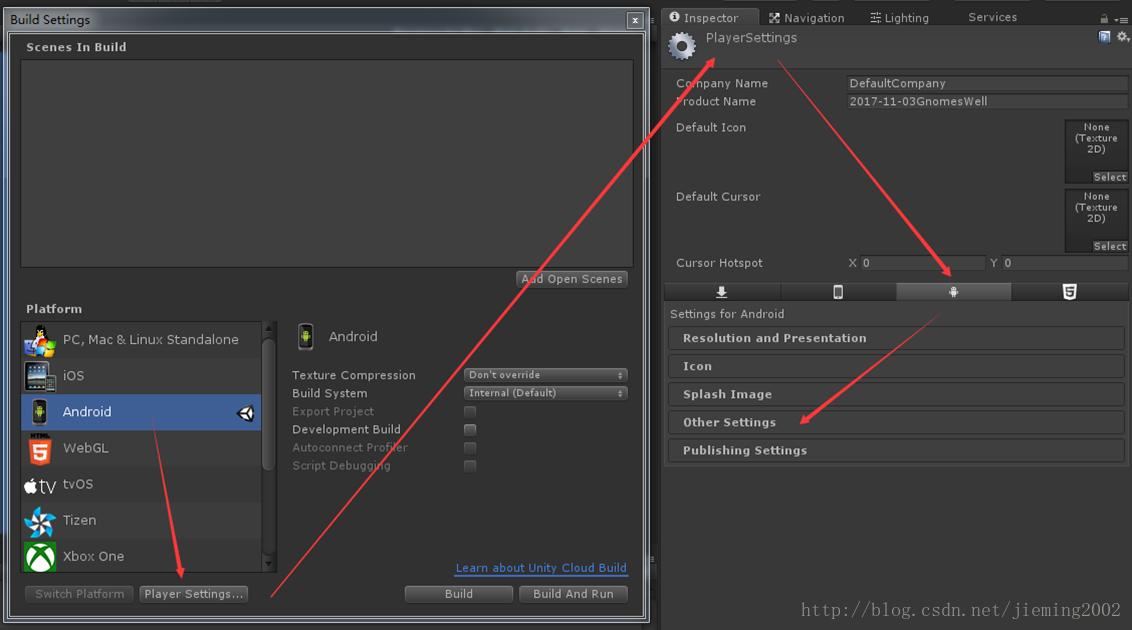 Build Settings
Scenes In Build
Add Open Scenes
Platform
PC, Mac & Linux Standalone
iOS
Android
WebGL
tvOS
Tizen
Xbox One
Android
Texture Compression Don't override
Build System Internal (Default)
Export Project
Development Build
Autoconnect Profiler
Script Debugging
Learn about Unity Cloud Build
Switch Platform Player Settings... Build Build And Run
Inspector Navigation Lighting Services
PlayerSettings
Company Name DefaultCompany
Product Name 2017-11-03GnomesWell
Default Icon
None
(Texture
2D)
Select
Default Cursor
None
(Texture
2D)
Select
Cursor Hotspot X 0 Y 0
Settings for Android
Resolution and Presentation
Icon
Splash Image
Other Settings
Publishing Settings
http://blog.csdn.net/jieming2002